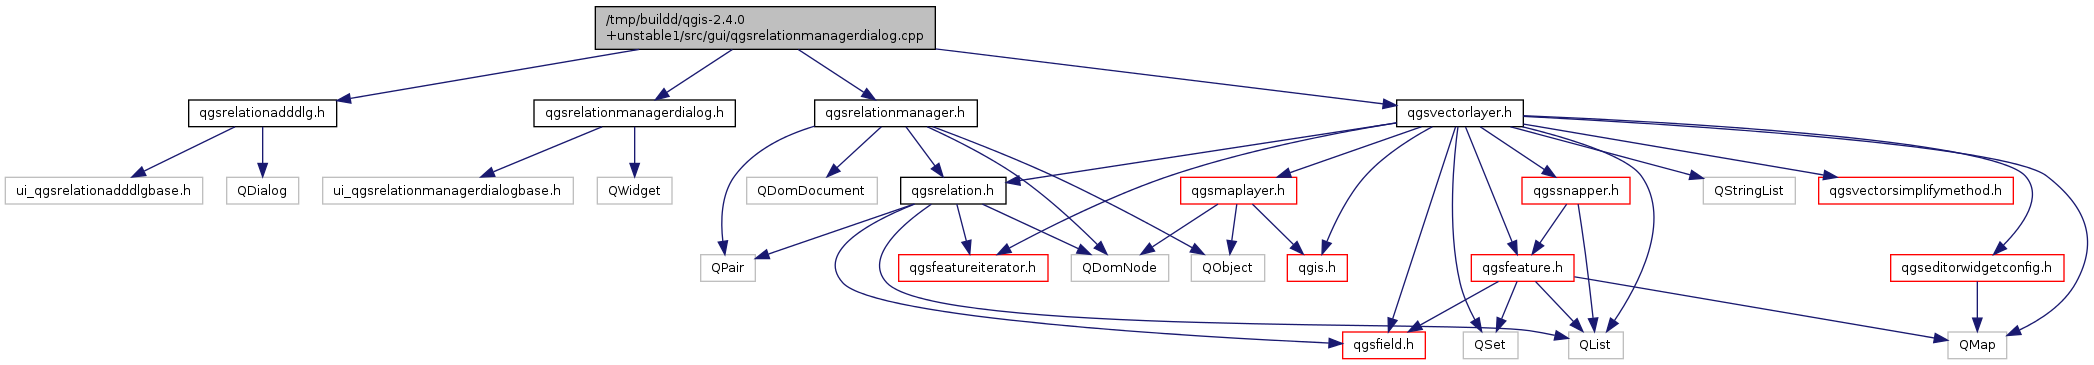 /tmp/buildd/qgis-2.4.0
+unstable1/src/gui/qgsrelationmanagerdialog.cpp
qgsrelationadddlg.h
qgsrelationmanagerdialog.h
qgsrelationmanager.h
qgsvectorlayer.h
ui_qgsrelationadddlgbase.h
QDialog
ui_qgsrelationmanagerdialogbase.h
QWidget
QDomDocument
qgsrelation.h
qgsmaplayer.h
qgssnapper.h
QStringList
qgsvectorsimplifymethod.h
QPair
qgsfeatureiterator.h
QDomNode
QObject
qgis.h
qgsfeature.h
qgseditorwidgetconfig.h
qgsfield.h
QSet
QList
QMap